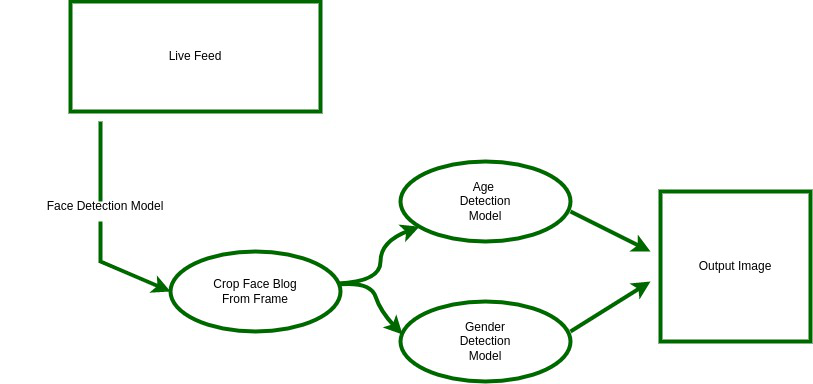 Live Feed
Face Detection Model
Crop Face Blog
From Frame
Age
Detection
Model
Gender
Detection
Model
Output Image